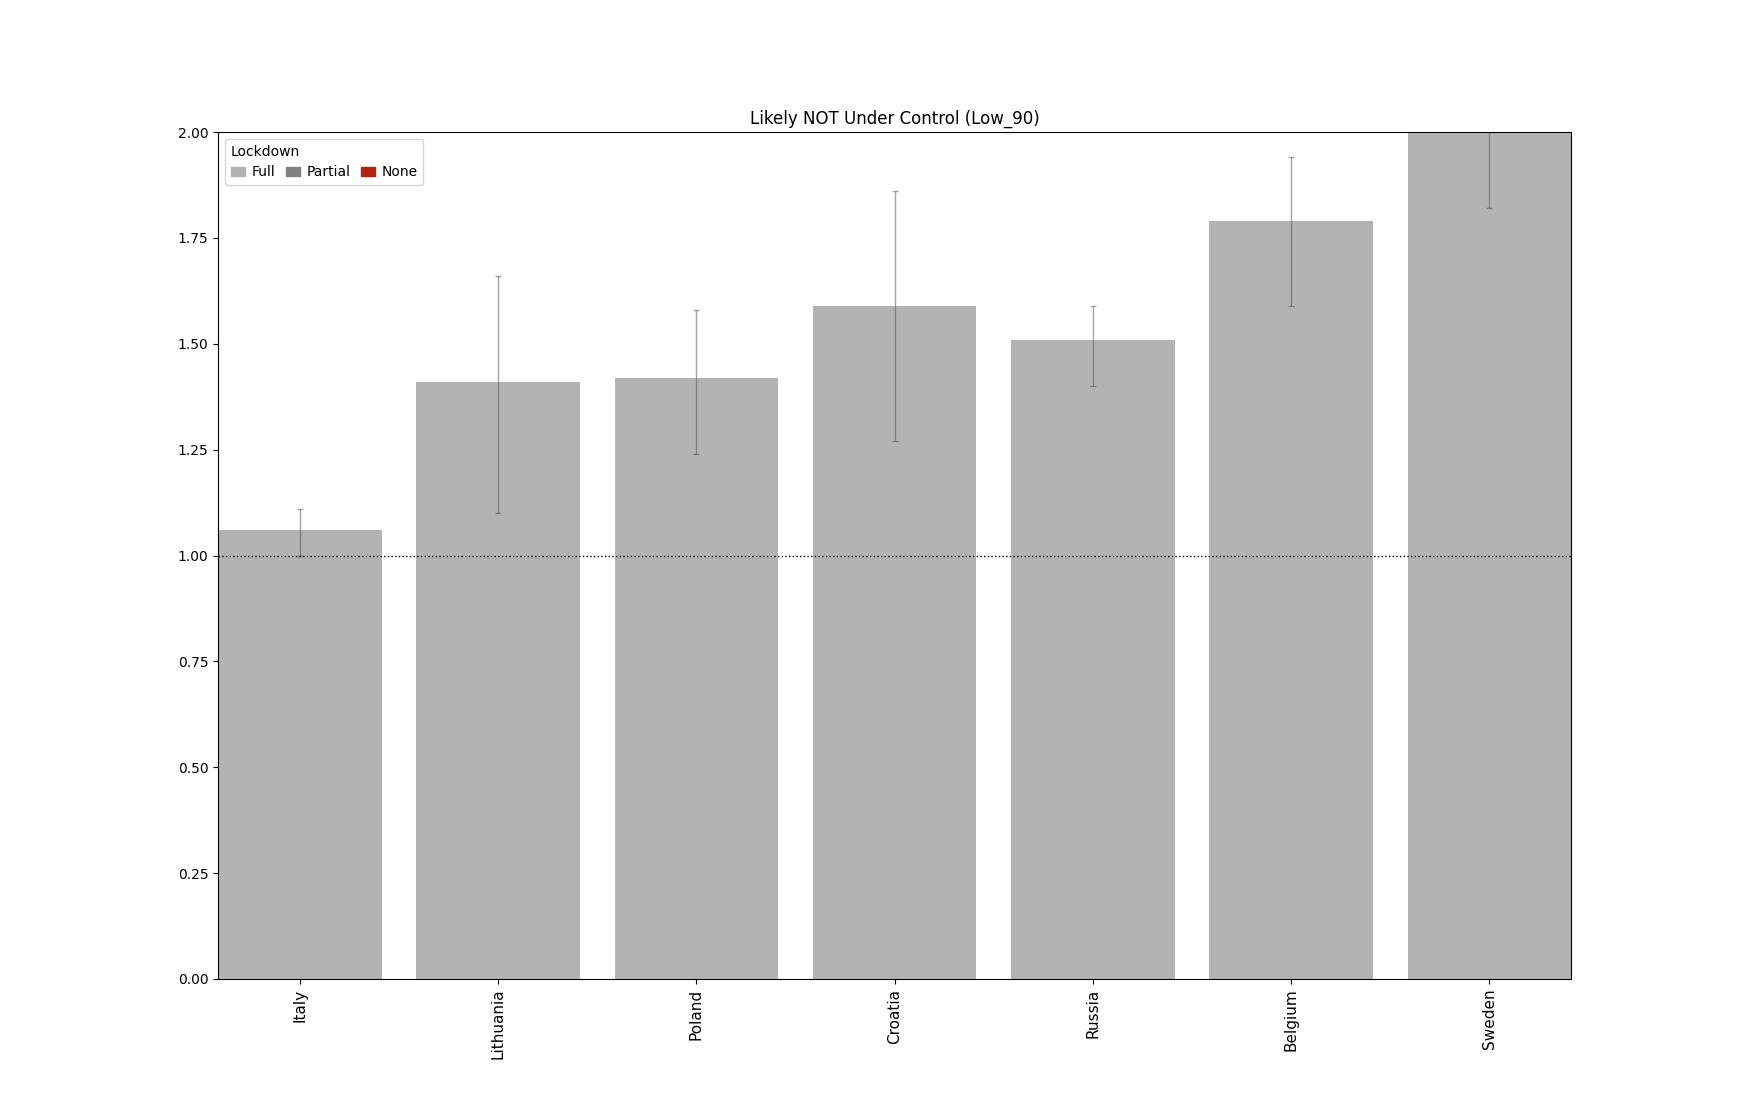 Likely NOT Under Control (Low_90)
Lockdown
Full Partial None
2.00
1.75
1.50
1.25
1.00
0.75
0.50
0.25
0.00
Italy
Lithuania
Poland
Croatia
Russia
Belgium
Sweden